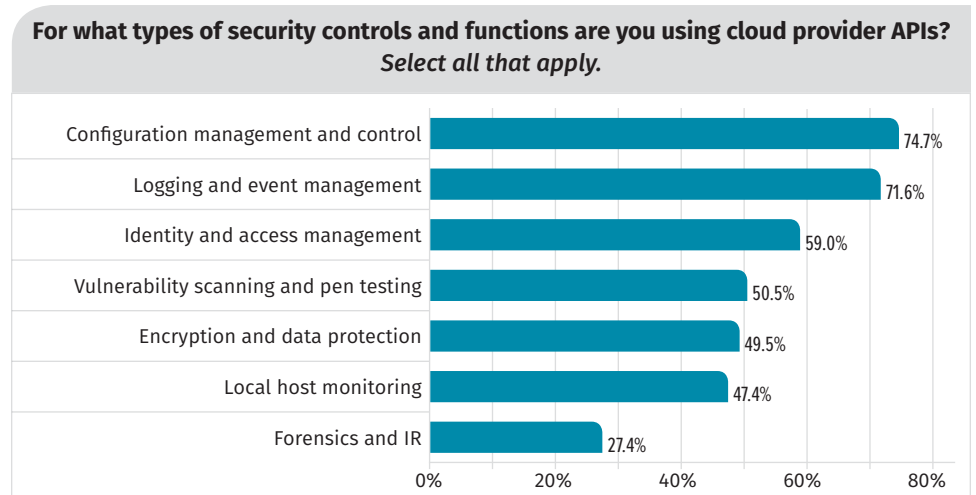 For what types of security controls and functions are you using cloud provider APIs?
Select all that apply.
Configuration management and control
74.7%
Logging and event management
71.6%
Identity and access management
59.0%
Vulnerability scanning and pen testing
50.5%
Encryption and data protection
49.5%
Local host monitoring
47.4%
Forensics and IR
27.4%
0% 20% 40% 60% 80%